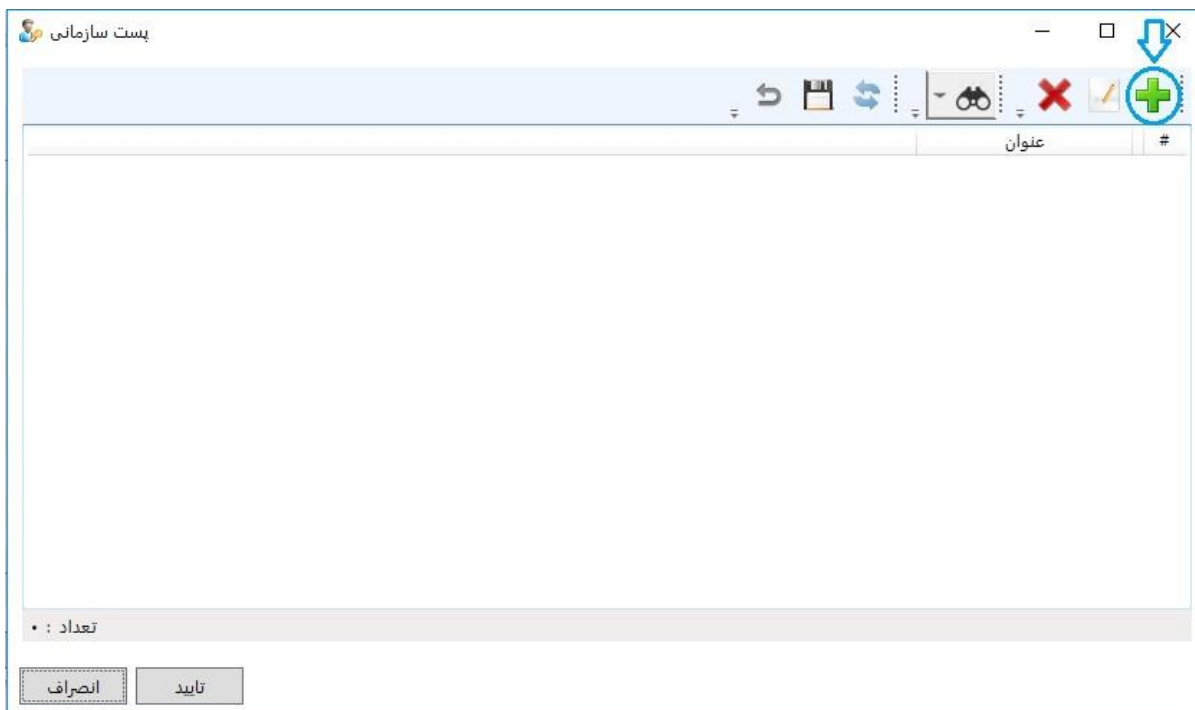 پست سازمانی
# عنوان
تعداد : ۰
تایید
انصراف